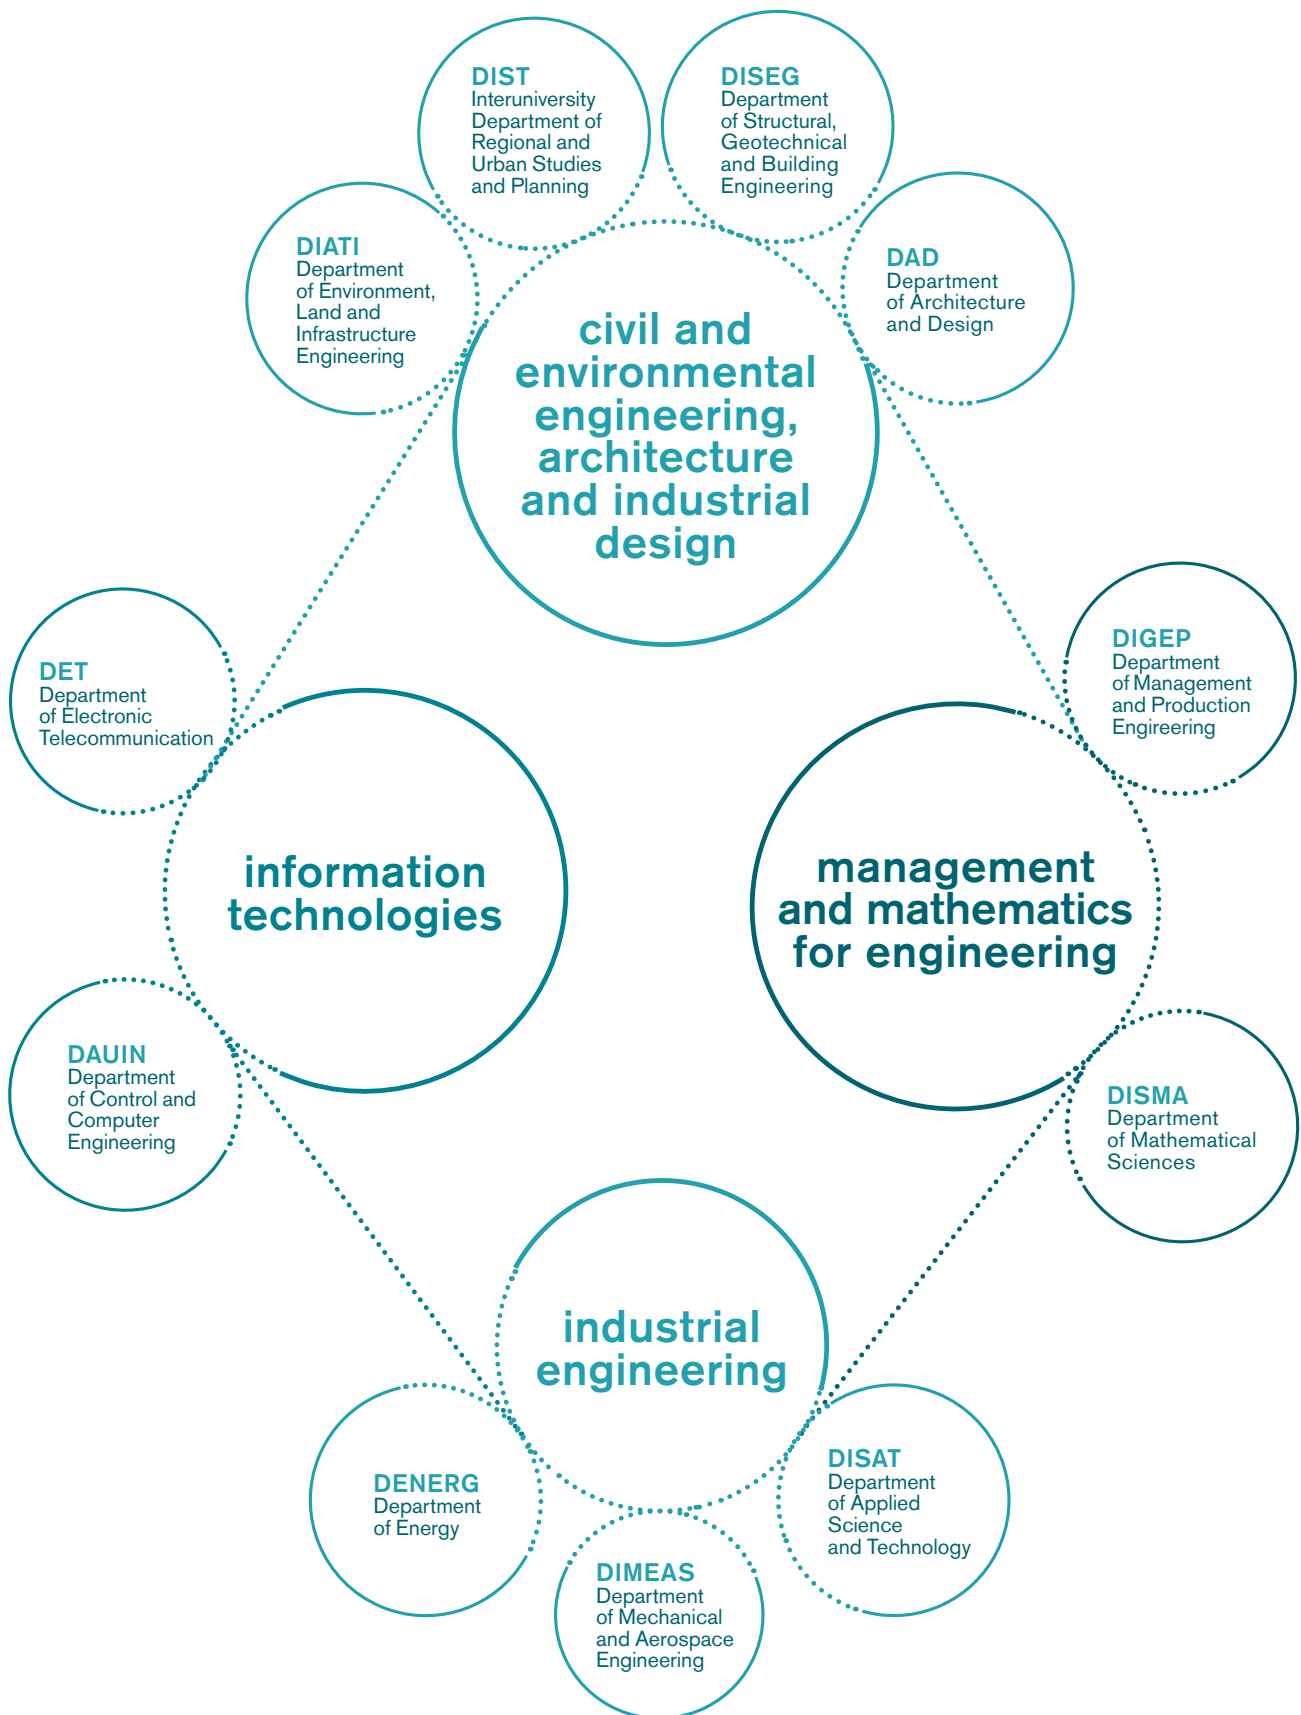 DIST
Interuniversity
Department of
Regional and
Urban Studies
and Planning
DISEG
Department
of Structural,
Geotechnical
and Building
Engineering
DIATI
Department
of Environment,
Land and
Infrastructure
Engineering
DAD
Department
of Architecture
and Design
civil and
environmental
engineering,
architecture
and industrial
design
DET
Department
of Electronic
Telecommunication
DIGEP
Department
of Management
and Production
Engireering
information
technologies
management
and mathematics
for engineering
DAUIN
Department
of Control and
Computer
Engineering
DISMA
Department
of Mathematical
Sciences
industrial
engineering
DENERG
Department
of Energy
DISAT
Department
of Applied
Science
and Technology
DIMEAS
Department
of Mechanical
and Aerospace
Engineering